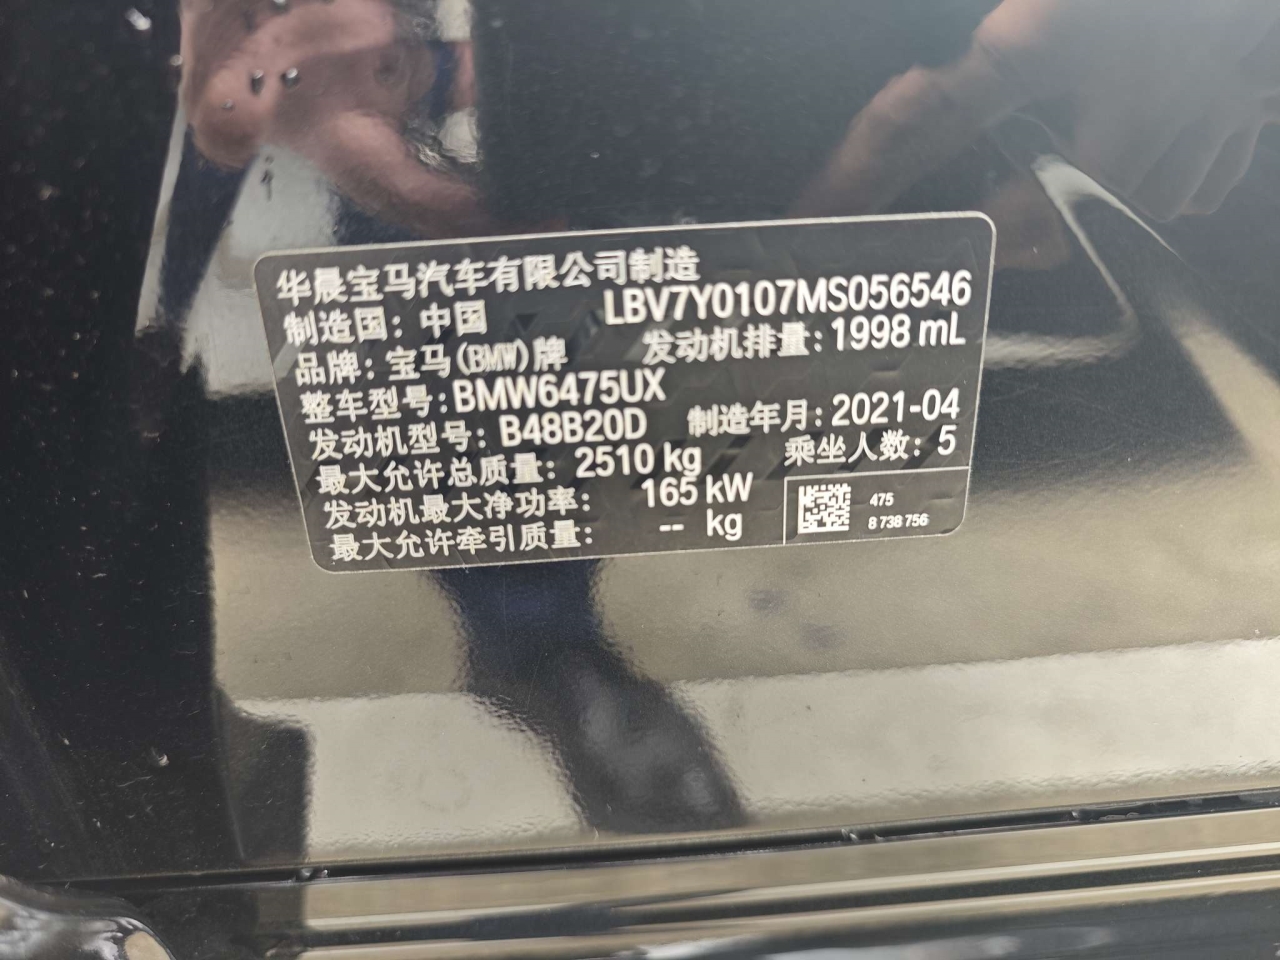 华晨宝马汽车有限公司制造
制造国：中国 LBV7Y0107MS056546
品牌：宝马(BMW)牌 发动机排量：1998 mL
整车型号：BMW6475UX
发动机型号：B48B20D 制造年月：2021-04
最大允许总质量：2510 kg 乘坐人数：5
发动机最大净功率：165 kW
最大允许牵引质量：-- kg
475
8 738 756